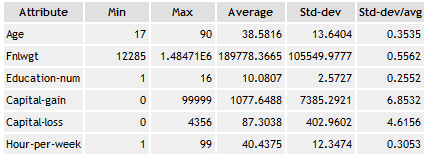 Attribute Min Max Average Std-dev Std-dev/avg
Age 17 90 38.5816 13.6404 0.3535
Fnlwgt 12285 1.48471E6 189778.3665 105549.9777 0.5562
Education-num 1 16 10.0807 2.5727 0.2552
Capital-gain 0 99999 1077.6488 7385.2921 6.8532
Capital-loss 0 4356 87.3038 402.9602 4.6156
Hour-per-week 1 99 40.4375 12.3474 0.3053